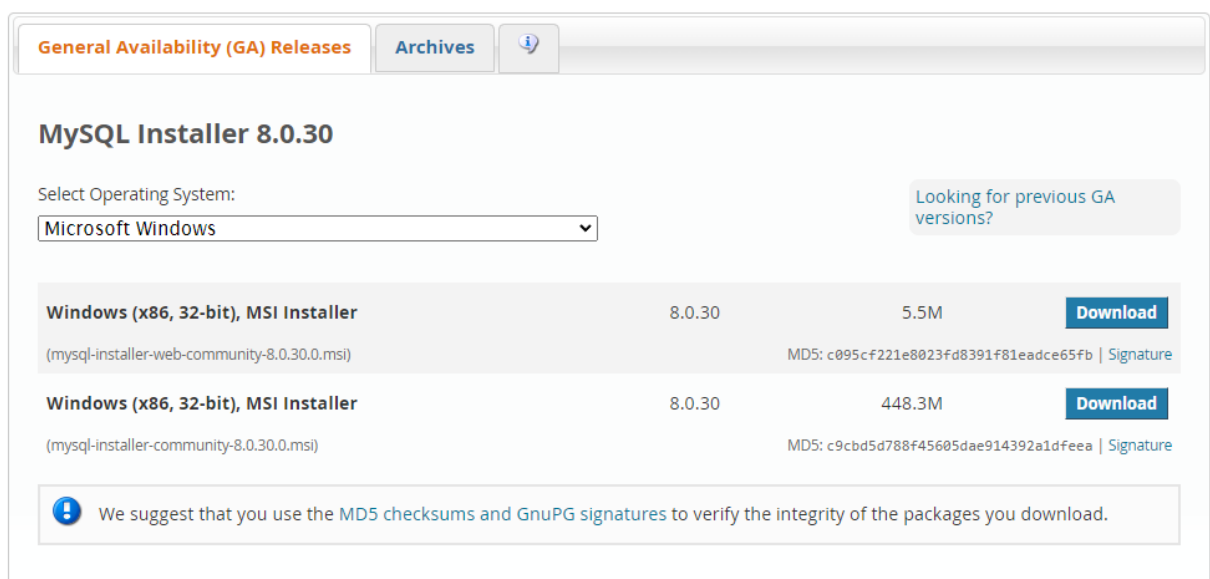 General Availability (GA) Releases
Archives
MySQL Installer 8.0.30
Select Operating System:
Looking for previous GA
versions?
Microsoft Windows
Windows (x86, 32-bit), MSI Installer 8.0.30 5.5M Download
(mysql-installer-web-community-8.0.30.0.msi) MD5: c095cf221e8023fd8391f81eadce65fb | Signature
Windows (x86, 32-bit), MSI Installer 8.0.30 448.3M Download
(mysql-installer-community-8.0.30.0.msi) MD5: c9cbd5d788f45605dae914392a1dfeea | Signature
We suggest that you use the MD5 checksums and GnuPG signatures to verify the integrity of the packages you download.